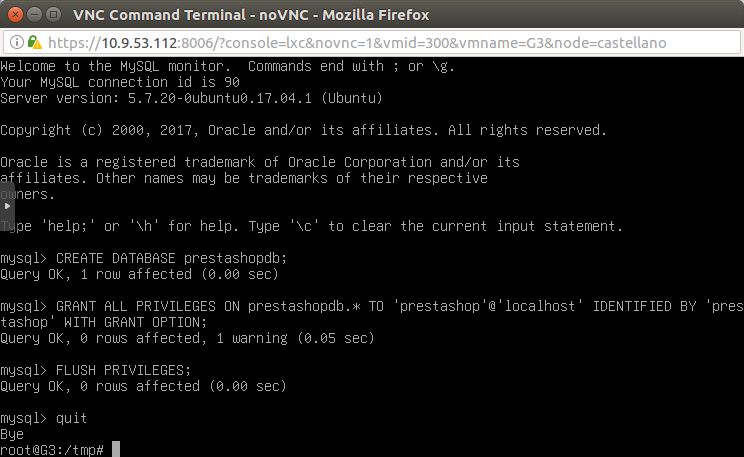 VNC Command Terminal - noVNC - Mozilla Firefox
https://10.9.53.112:8006/?console=lxc&novnc=1&vmid=300&vmname=G3&node=castellano
Welcome to the MySQL monitor.  Commands end with ; or \g.
Your MySQL connection id is 90
Server version: 5.7.20-0ubuntu0.17.04.1 (Ubuntu)
Copyright (c) 2000, 2017, Oracle and/or its affiliates. All rights reserved.
Oracle is a registered trademark of Oracle Corporation and/or its
affiliates. Other names may be trademarks of their respective
owners.
Type 'help;' or '\h' for help. Type '\c' to clear the current input statement.
mysql> CREATE DATABASE prestashopdb;
Query OK, 1 row affected (0.00 sec)
mysql> GRANT ALL PRIVILEGES ON prestashopdb.* TO 'prestashop'@'localhost' IDENTIFIED BY 'pres
tashop' WITH GRANT OPTION;
Query OK, 0 rows affected, 1 warning (0.05 sec)
mysql> FLUSH PRIVILEGES;
Query OK, 0 rows affected (0.00 sec)
mysql> quit
Bye
root@G3:/tmp#